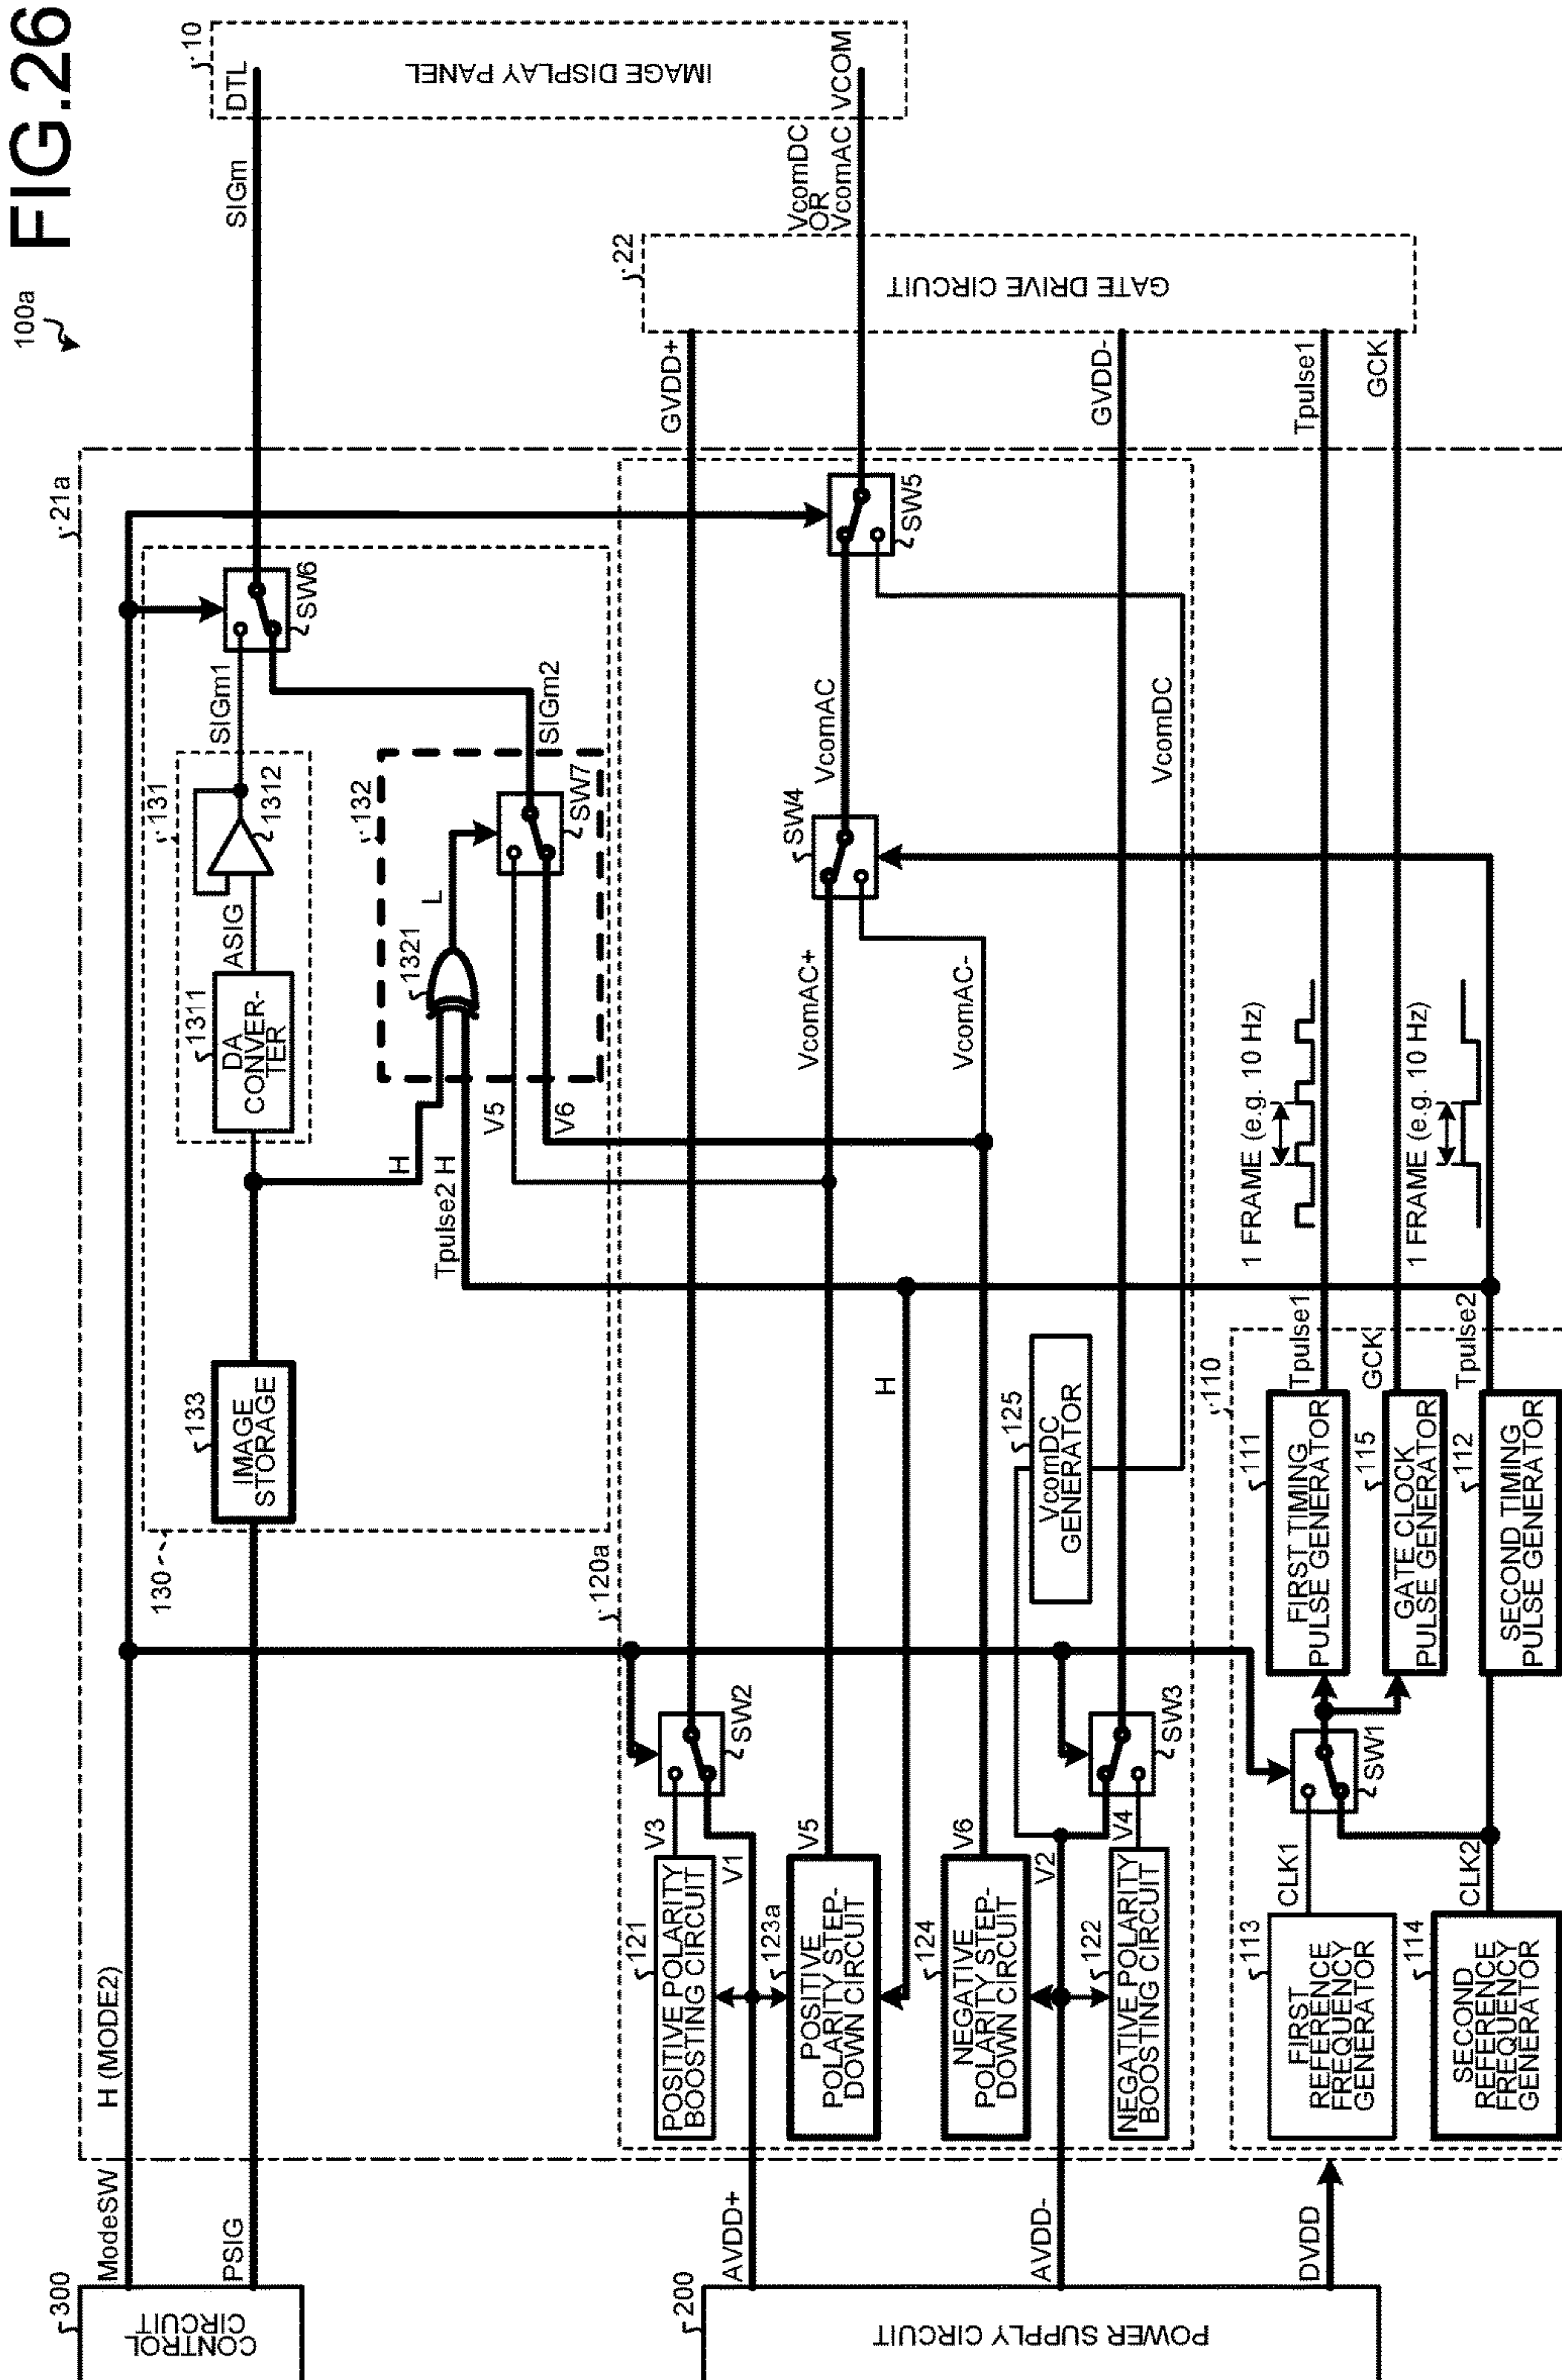 FIG.26
100a
300
CONTROL
CIRCUIT
ModeSW
H (MODE2)
PSIG
21a
10
IMAGE DISPLAY PANEL
DTL
VCOM
SIGm
VcomDC
OR
VcomAC
130
133
IMAGE
STORAGE
131
1311
DA
CONVER-
TER
ASIG
1312
SIGm1
SW6
132
1321
H
Tpulse2 H
L
V5
V6
SW7
SIGm2
120a
22
GATE DRIVE CIRCUIT
GVDD+
GVDD-
Tpulse1
GCK
200
POWER SUPPLY CIRCUIT
AVDD+
AVDD-
DVDD
121
POSITIVE POLARITY
BOOSTING CIRCUIT
V3
V1
SW2
123a
POSITIVE
POLARITY STEP-
DOWN CIRCUIT
V5
VcomAC+
SW4
VcomAC
SW5
H
124
NEGATIVE
POLARITY STEP-
DOWN CIRCUIT
V6
VcomAC-
125
VcomDC
GENERATOR
VcomDC
V2
V4
SW3
122
NEGATIVE POLARITY
BOOSTING CIRCUIT
110
113
FIRST
REFERENCE
FREQUENCY
GENERATOR
CLK1
SW1
111
FIRST TIMING
PULSE GENERATOR
Tpulse1
1 FRAME (e.g. 10 Hz)
115
GATE CLOCK
PULSE GENERATOR
GCK
1 FRAME (e.g. 10 Hz)
114
SECOND
REFERENCE
FREQUENCY
GENERATOR
CLK2
112
SECOND TIMING
PULSE GENERATOR
Tpulse2